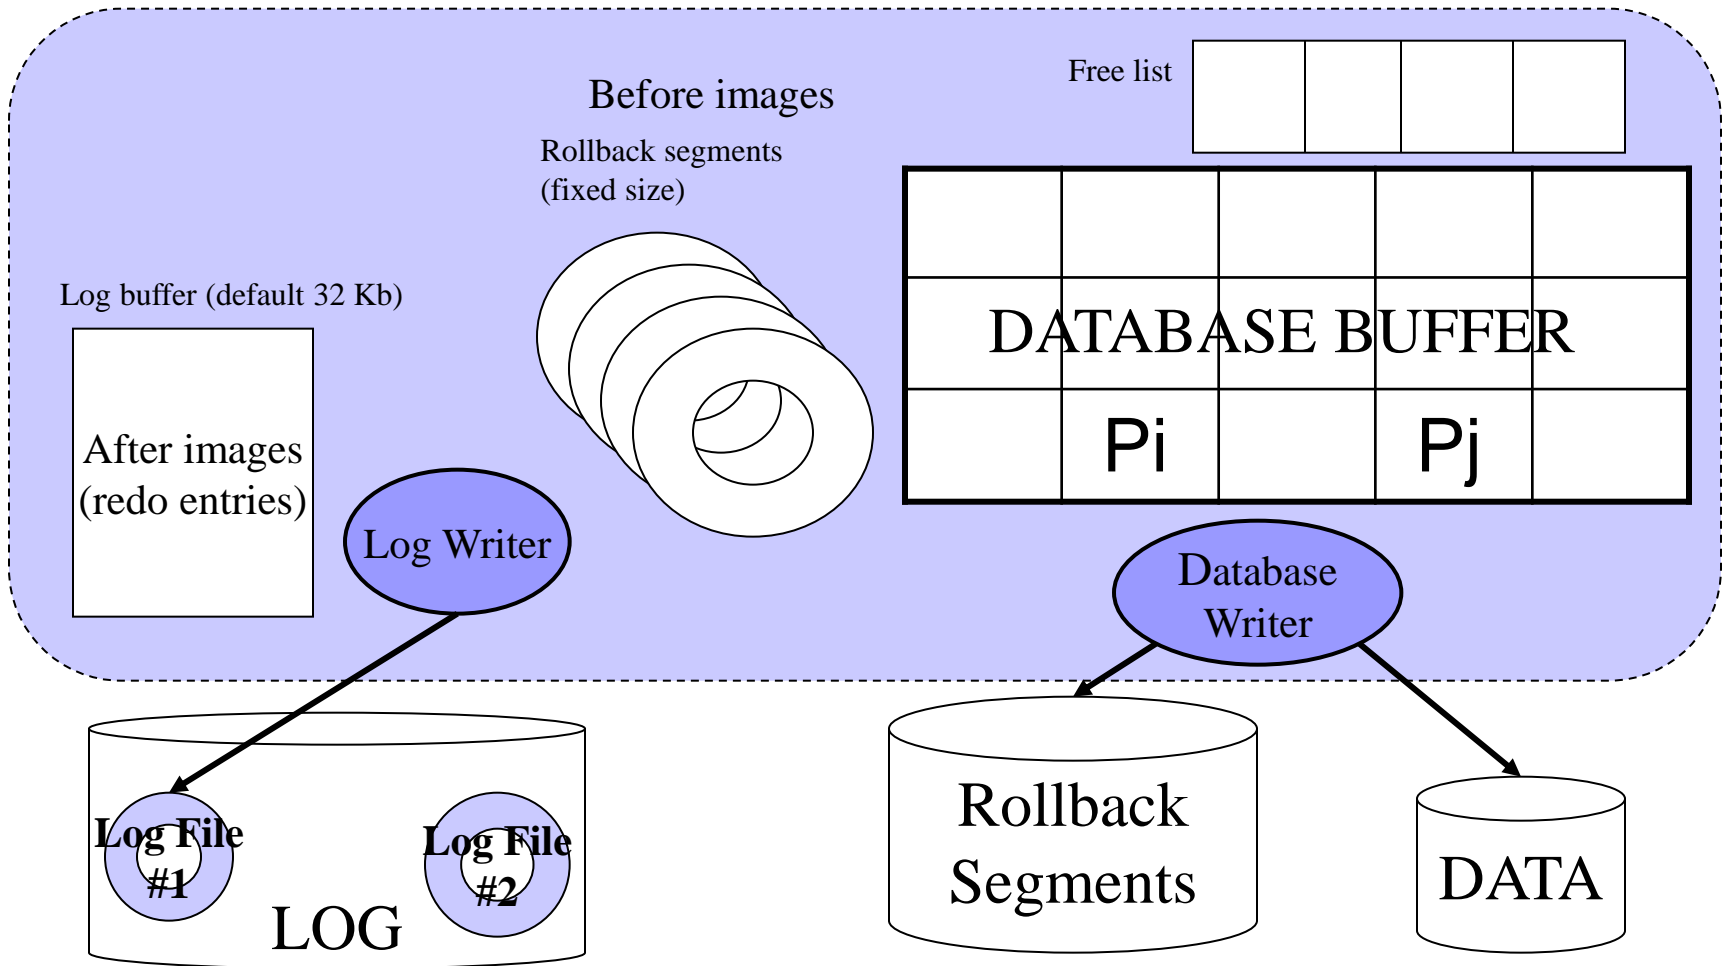 Free list
Before images
Rollback segments
(fixed size)
Log buffer (default 32 Kb)
DATABASE BUFFER
After images
(redo entries)
Pi
Pj
Log Writer
Database
Writer
Log File
#1
Log File
#2
LOG
Rollback
Segments
DATA